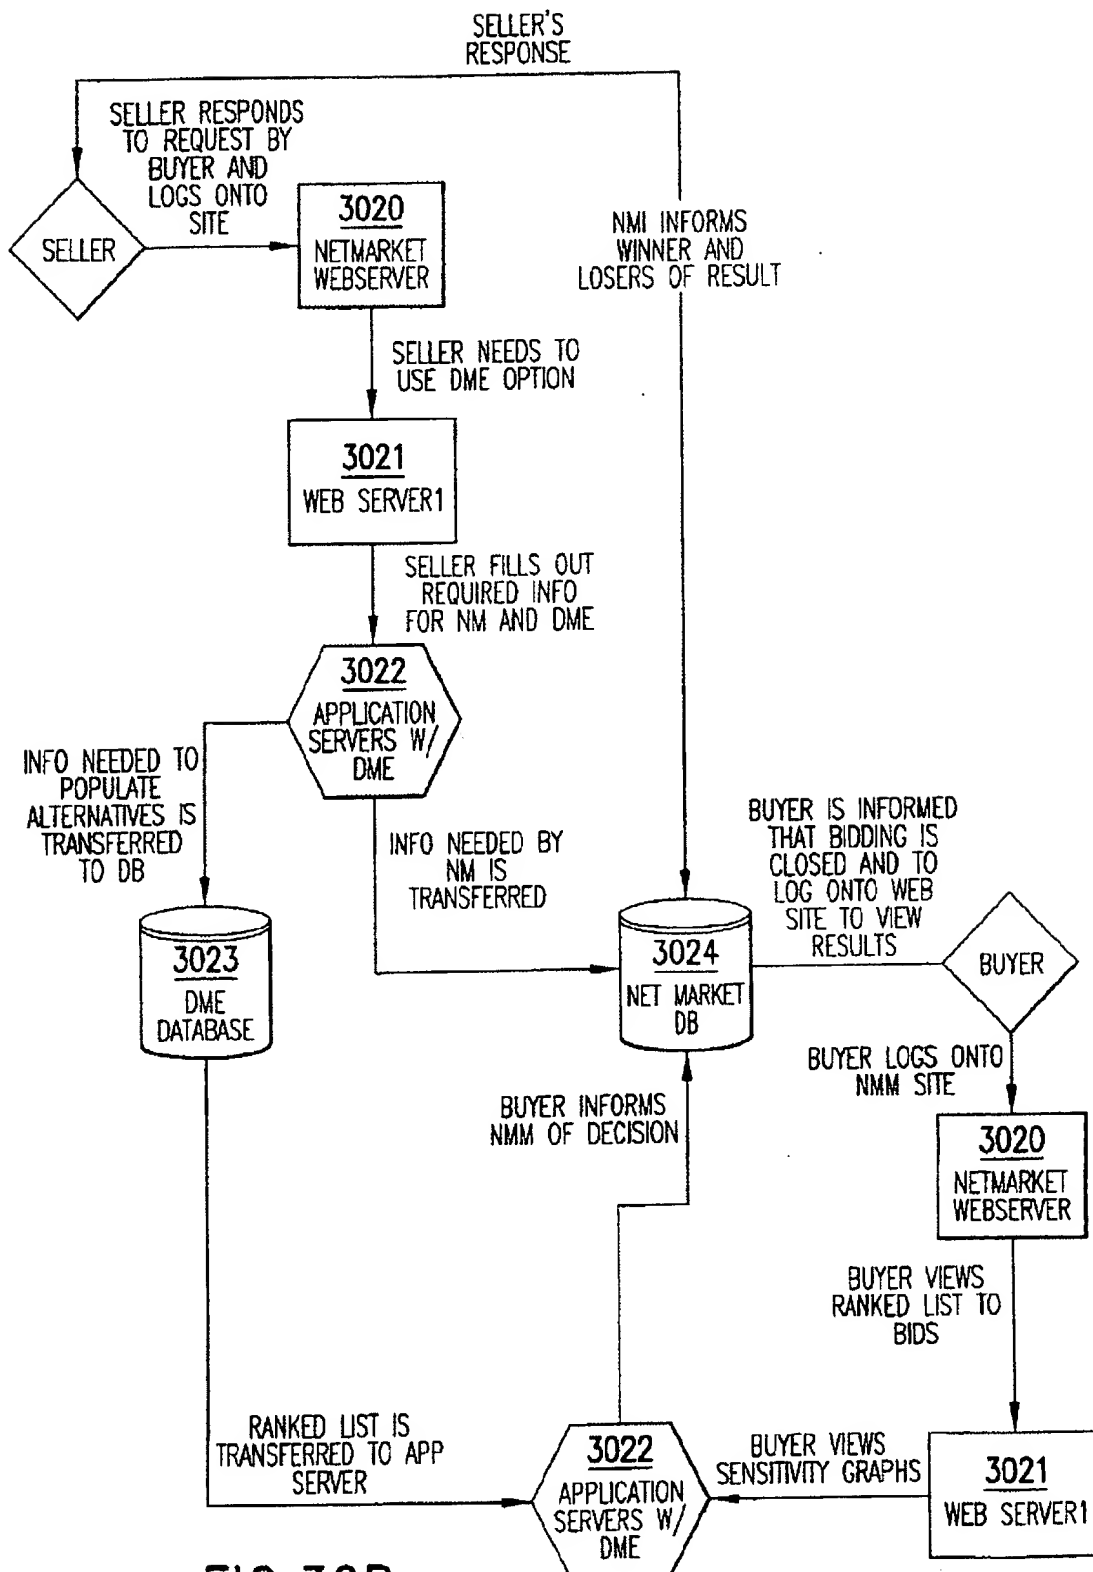 SELLER'S
RESPONSE
SELLER RESPONDS
TO REQUEST BY
BUYER AND
LOGS ONTO
SITE
SELLER
3020
NETMARKET
WEBSERVER
NMI INFORMS
WINNER AND
LOSERS OF RESULT
SELLER NEEDS TO
USE DME OPTION
3021
WEB SERVER1
SELLER FILLS OUT
REQUIRED INFO
FOR NM AND DME
3022
APPLICATION
SERVERS W/
DME
INFO NEEDED TO
POPULATE
ALTERNATIVES IS
TRANSFERRED
TO DB
INFO NEEDED BY
NM IS
TRANSFERRED
BUYER IS INFORMED
THAT BIDDING IS
CLOSED AND TO
LOG ONTO WEB
SITE TO VIEW
RESULTS
3023
DME
DATABASE
3024
NET MARKET
DB
BUYER
BUYER LOGS ONTO
NMM SITE
BUYER INFORMS
NMM OF DECISION
3020
NETMARKET
WEBSERVER
BUYER VIEWS
RANKED LIST TO
BIDS
RANKED LIST IS
TRANSFERRED TO APP
SERVER
3022
APPLICATION
SERVERS W/
DME
BUYER VIEWS
SENSITIVITY GRAPHS
3021
WEB SERVER1